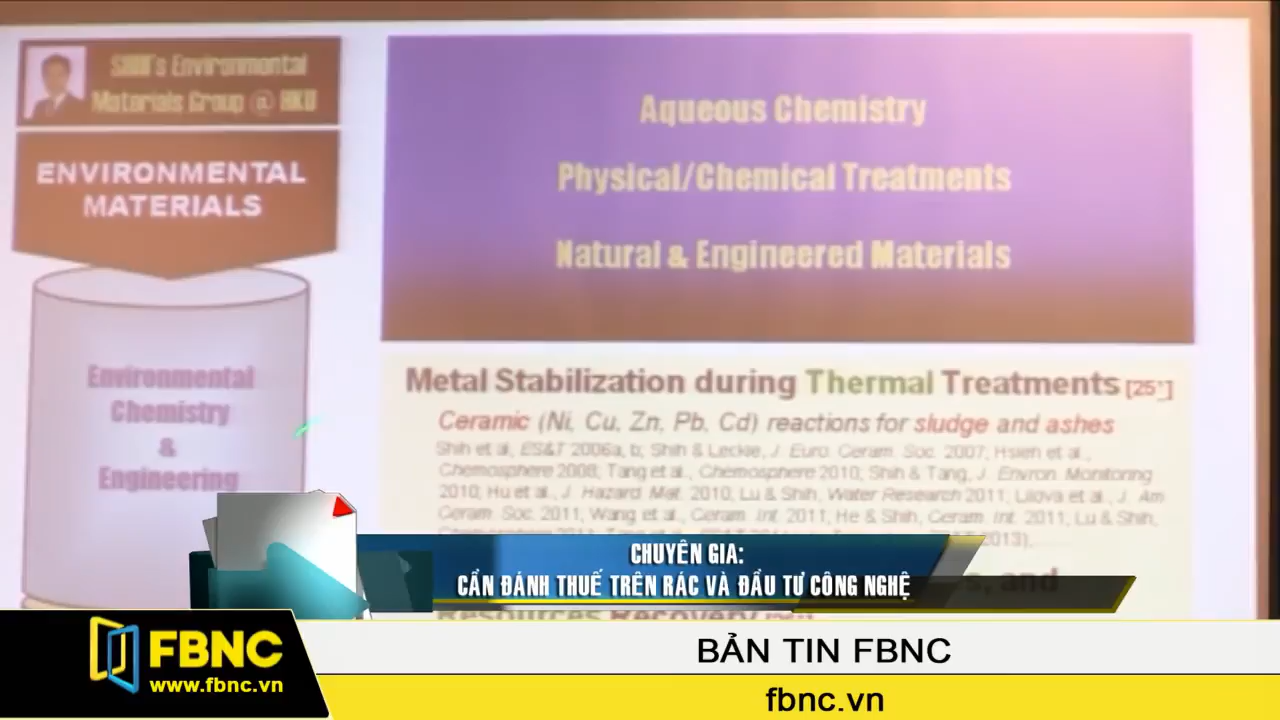 SHIH's Environmental
Materials Group @ HKU
ENVIRONMENTAL
MATERIALS
Environmental
Chemistry
&
Engineering
Aqueous Chemistry
Physical/Chemical Treatments
Natural & Engineered Materials
Metal Stabilization during Thermal Treatments [25+]
Ceramic (Ni, Cu, Zn, Pb, Cd) reactions for sludge and ashes
Shih et al, ES&T 2006a, b; Shih & Leckie, J. Euro. Ceram. Soc. 2007; Hsieh et al.,
Chemosphere 2008; Tang et al., Chemosphere 2010; Shih & Tang, J. Environ. Monitoring
2010; Hu et al., J. Hazard. Mat. 2010; Lu & Shih, Water Research 2011; Liova et al., J. Am
Ceram. Soc. 2011, Wang et al., Ceram. Int. 2011; He & Shih, Ceram. Int. 2011; Lu & Shih,
2013),
s, and
Resources Recovery
CHUYÊN GIA:
CẦN ĐÁNH THUẾ TRÊN RÁC VÀ ĐẦU TƯ CÔNG NGHỆ
FBNC
www.fbnc.vn
BẢN TIN FBNC
fbnc.vn